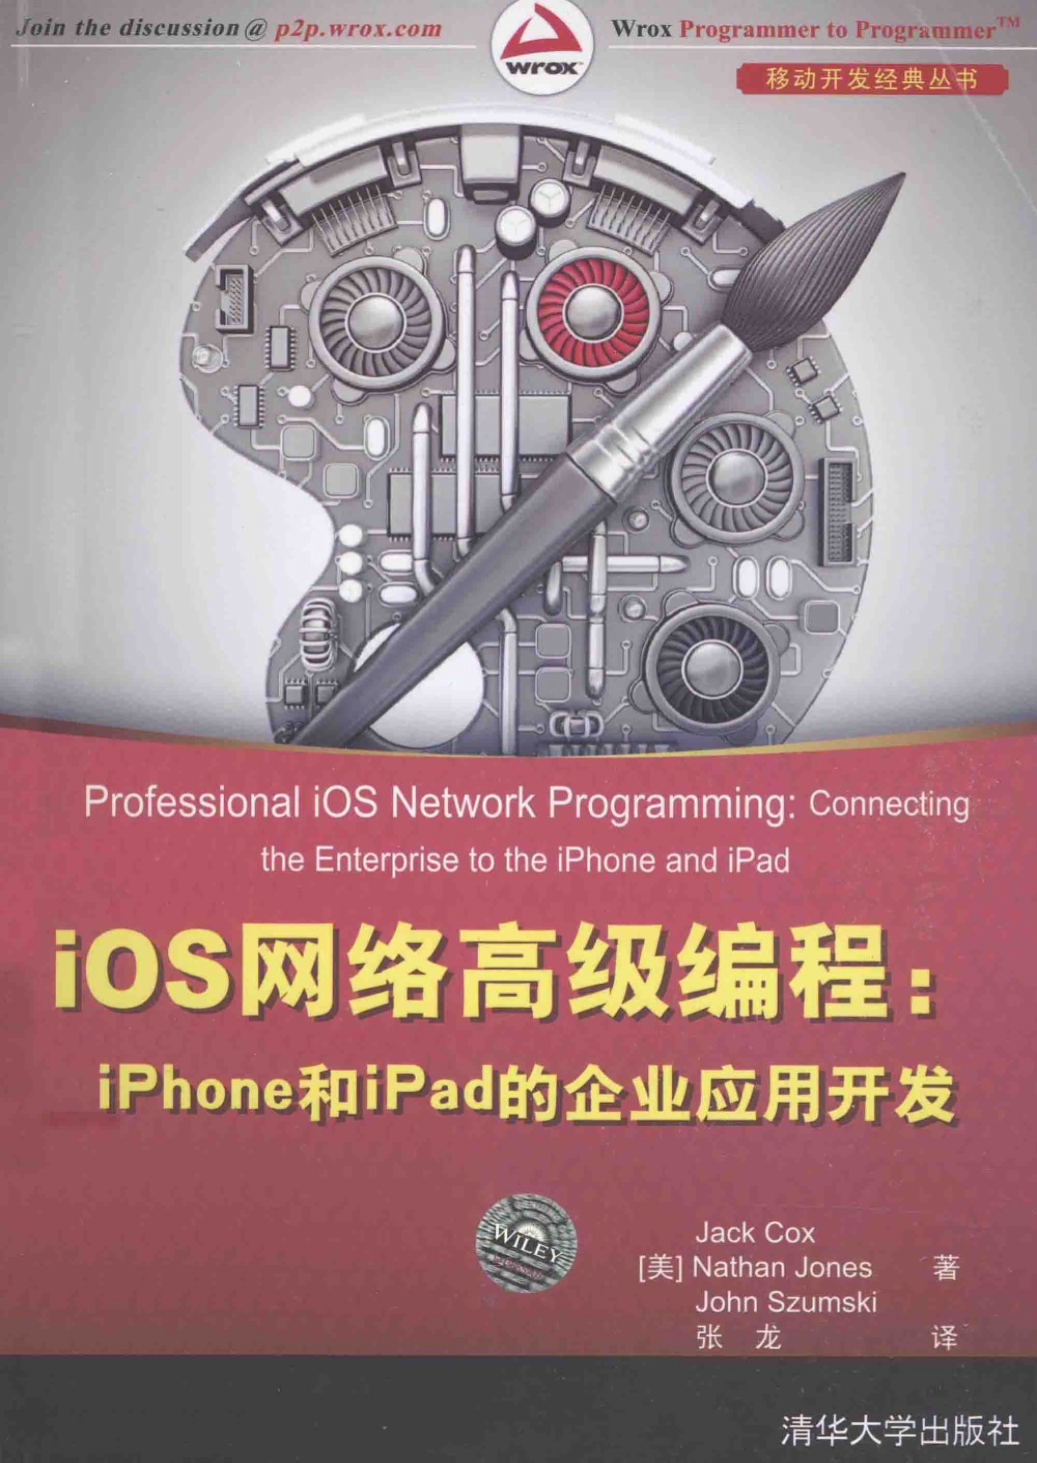 Join the discussion @ p2p.wrox.com
wrox™
Wrox Programmer to Programmer™
移动开发经典丛书
Professional iOS Network Programming: Connecting
the Enterprise to the iPhone and iPad
iOS网络高级编程：
iPhone和iPad的企业应用开发
WILEY
Jack Cox
[美] Nathan Jones 著
John Szumski
张 龙 译
清华大学出版社